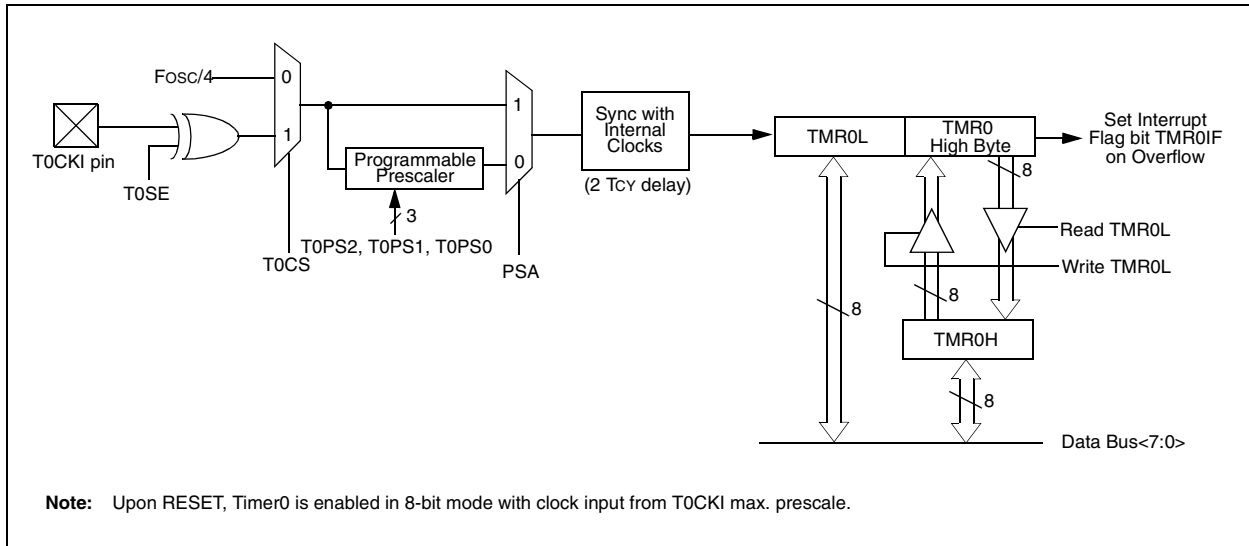 FOSC/4
0
1
T0CKI pin
T0SE
T0CS
Programmable
Prescaler
3
T0PS2, T0PS1, T0PS0
1
0
PSA
Sync with
Internal
Clocks
(2 TCY delay)
TMR0L
TMR0
High Byte
Set Interrupt
Flag bit TMR0IF
on Overflow
8
Read TMR0L
Write TMR0L
8
8
TMR0H
8
Data Bus<7:0>
Note: Upon RESET, Timer0 is enabled in 8-bit mode with clock input from T0CKI max. prescale.